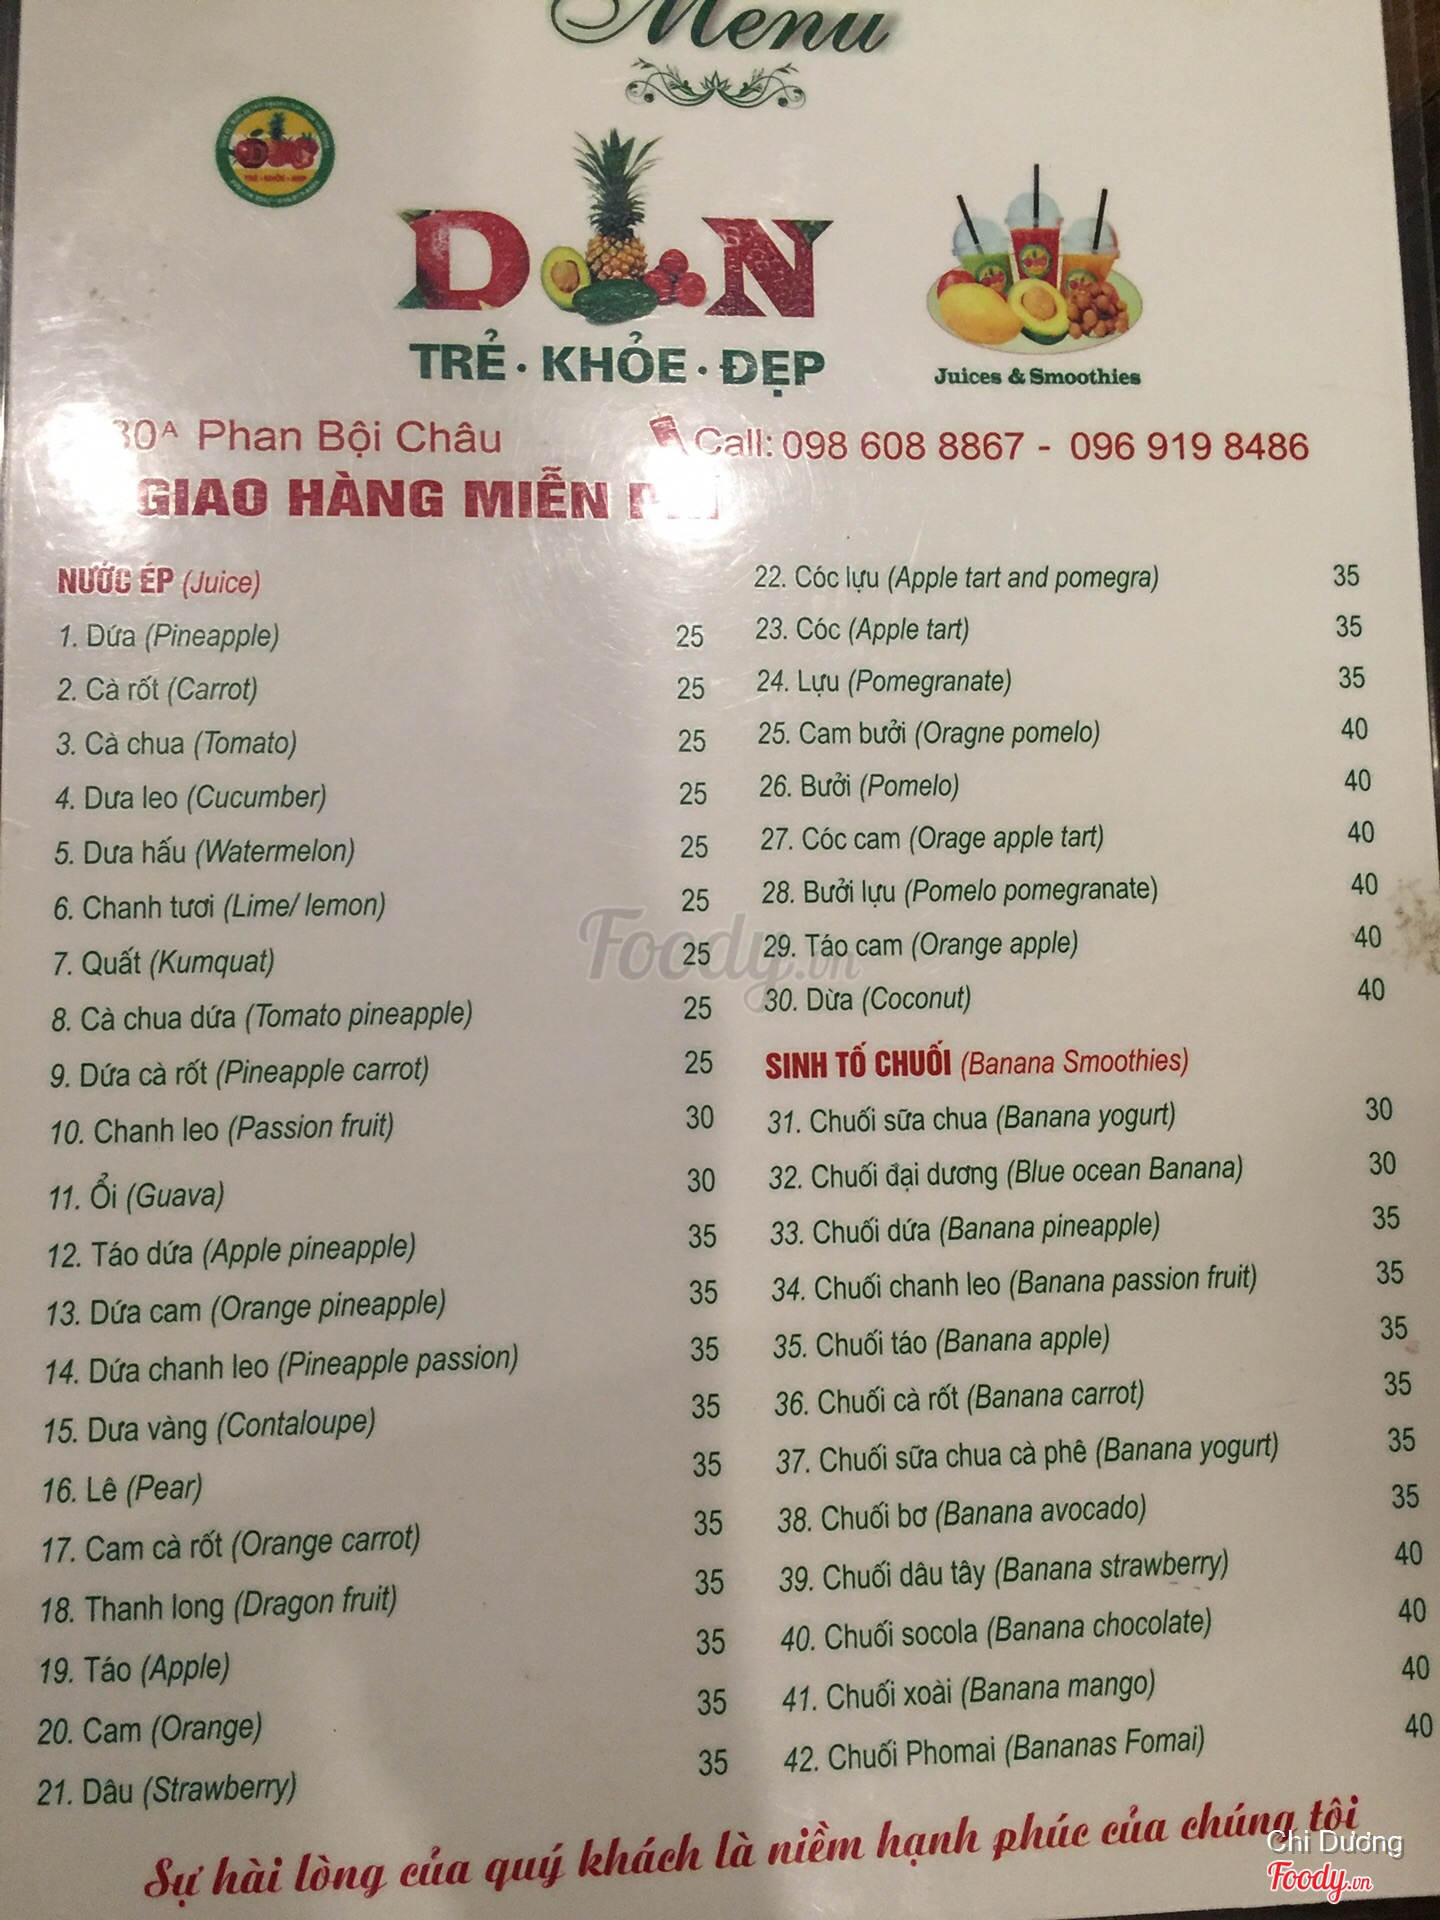 Menu
TRẺ • KHỎE • ĐẸP
D N
TRẺ • KHỎE • ĐẸP
Juices & Smoothies
30A Phan Bội Châu
Call: 098 608 8867 - 096 919 8486
GIAO HÀNG MIỄN
NƯỚC ÉP (Juice)
1. Dứa (Pineapple) 25
2. Cà rốt (Carrot) 25
3. Cà chua (Tomato) 25
4. Dưa leo (Cucumber) 25
5. Dưa hấu (Watermelon) 25
6. Chanh tươi (Lime/ lemon) 25
7. Quất (Kumquat) 25
8. Cà chua dứa (Tomato pineapple) 25
9. Dứa cà rốt (Pineapple carrot) 25
10. Chanh leo (Passion fruit) 30
11. Ổi (Guava) 30
12. Táo dứa (Apple pineapple) 35
13. Dứa cam (Orange pineapple) 35
14. Dứa chanh leo (Pineapple passion) 35
15. Dưa vàng (Contaloupe) 35
16. Lê (Pear) 35
17. Cam cà rốt (Orange carrot) 35
18. Thanh long (Dragon fruit) 35
19. Táo (Apple) 35
20. Cam (Orange) 35
21. Dâu (Strawberry) 35
22. Cóc lựu (Apple tart and pomegra) 35
23. Cóc (Apple tart) 35
24. Lựu (Pomegranate) 35
25. Cam bưởi (Oragne pomelo) 40
26. Bưởi (Pomelo) 40
27. Cóc cam (Orage apple tart) 40
28. Bưởi lựu (Pomelo pomegranate) 40
29. Táo cam (Orange apple) 40
30. Dừa (Coconut) 40
SINH TỐ CHUỐI (Banana Smoothies)
31. Chuối sữa chua (Banana yogurt) 30
32. Chuối đại dương (Blue ocean Banana) 30
33. Chuối dứa (Banana pineapple) 35
34. Chuối chanh leo (Banana passion fruit) 35
35. Chuối táo (Banana apple) 35
36. Chuối cà rốt (Banana carrot) 35
37. Chuối sữa chua cà phê (Banana yogurt) 35
38. Chuối bơ (Banana avocado) 35
39. Chuối dâu tây (Banana strawberry) 40
40. Chuối socola (Banana chocolate) 40
41. Chuối xoài (Banana mango) 40
42. Chuối Phomai (Bananas Fomai) 40
Sự hài lòng của quý khách là niềm hạnh phúc của chúng tôi
Foody.vn
Chi Dương
Foody.vn